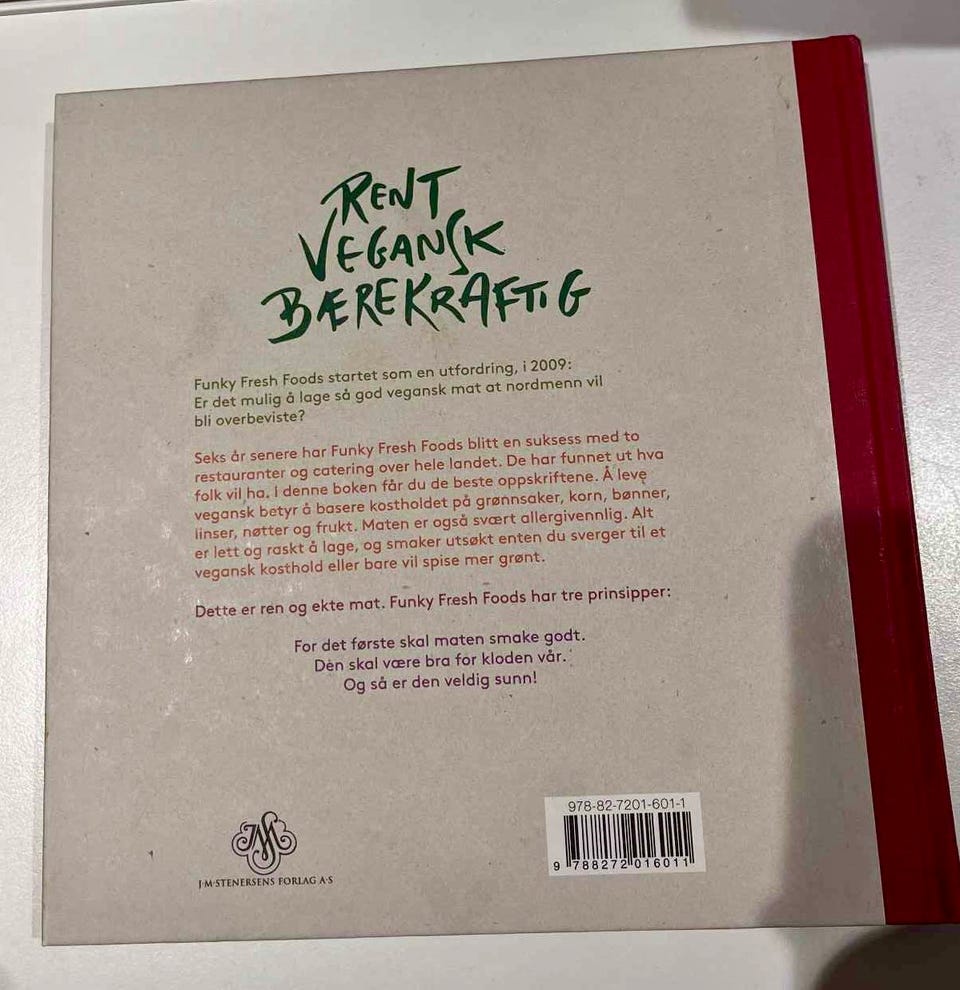 RENT
VEGANSK
BÆREKRAFTIG
Funky Fresh Foods startet som en utfordring, i 2009:
Er det mulig å lage så god vegansk mat at nordmenn vil
bli overbeviste?
Seks år senere har Funky Fresh Foods blitt en suksess med to
restauranter og catering over hele landet. De har funnet ut hva
folk vil ha. I denne boken får du de beste oppskriftene. Å leve
vegansk betyr å basere kostholdet på grønnsaker, korn, bønner,
linser, nøtter og frukt. Maten er også svært allergivennlig. Alt
er lett og raskt å lage, og smaker utsøkt enten du sverger til et
vegansk kosthold eller bare vil spise mer grønt.
Dette er ren og ekte mat. Funky Fresh Foods har tre prinsipper:
For det første skal maten smake godt.
Den skal være bra for kloden vår.
Og så er den veldig sunn!
J·M·STENERSENS FORLAG A·S
978-82-7201-601-1
9 788272 016011